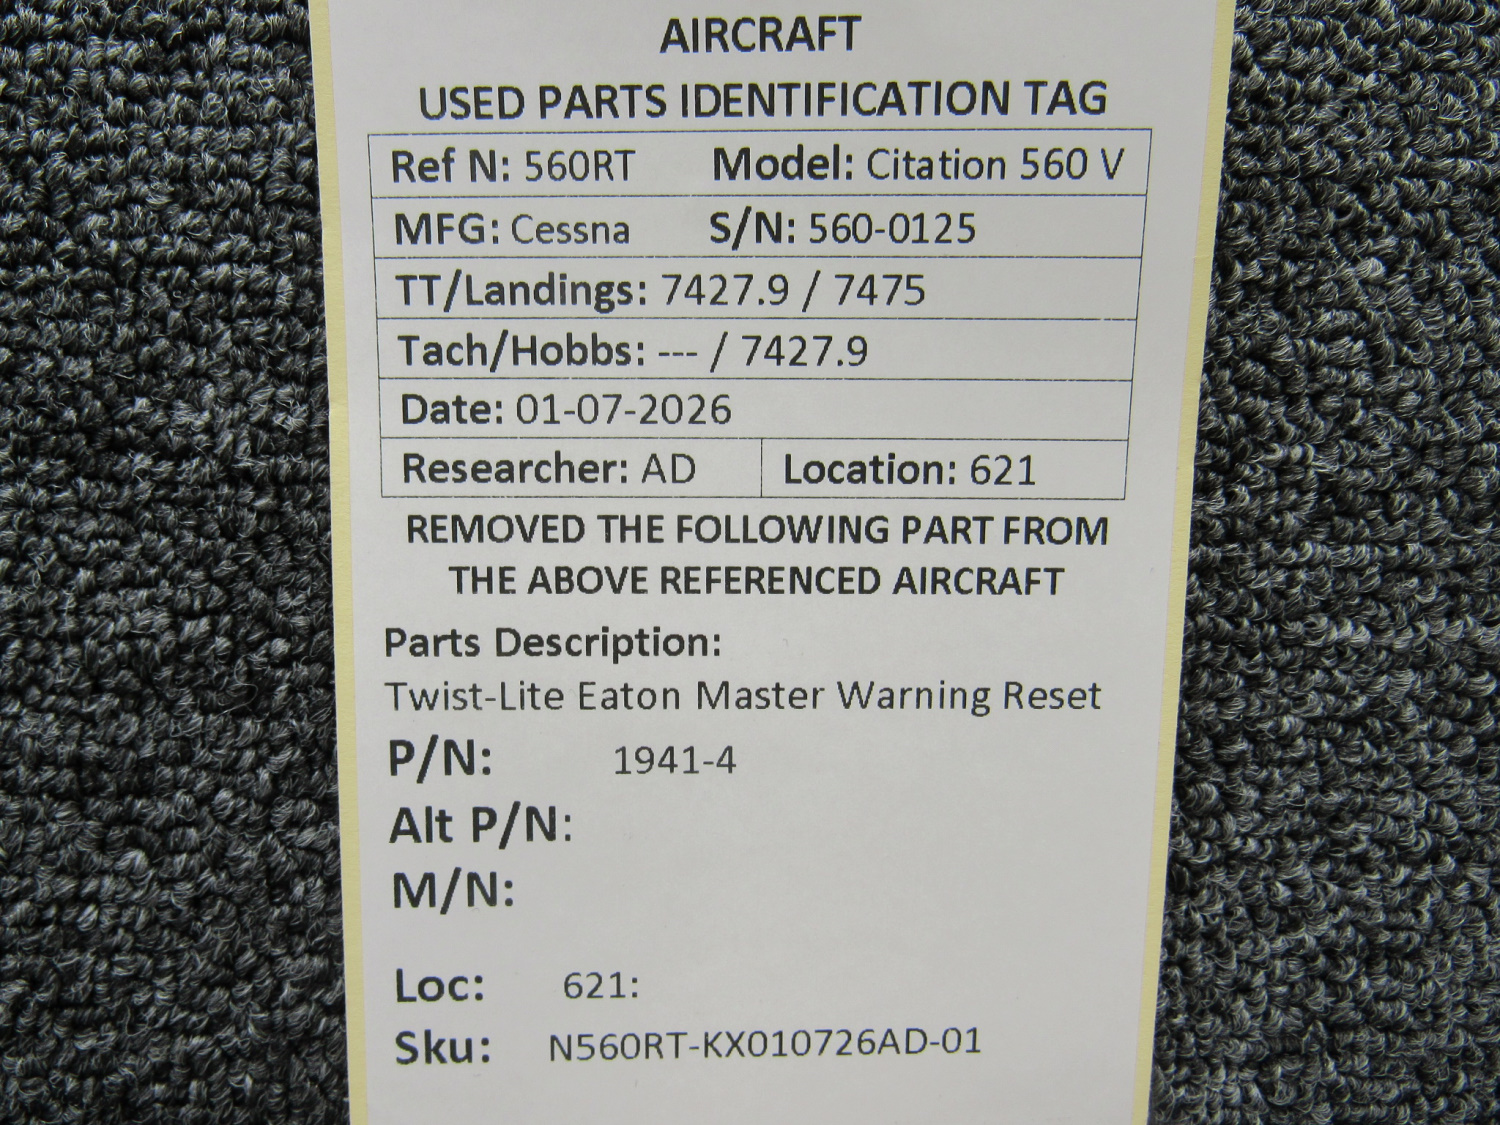 AIRCRAFT
USED PARTS IDENTIFICATION TAG
Ref N: 560RT Model: Citation 560 V
MFG: Cessna S/N: 560-0125
TT/Landings: 7427.9 / 7475
Tach/Hobbs: --- / 7427.9
Date: 01-07-2026
Researcher: AD Location: 621
REMOVED THE FOLLOWING PART FROM
THE ABOVE REFERENCED AIRCRAFT
Parts Description:
Twist-Lite Eaton Master Warning Reset
P/N: 1941-4
Alt P/N:
M/N:
Loc: 621:
Sku: N560RT-KX010726AD-01